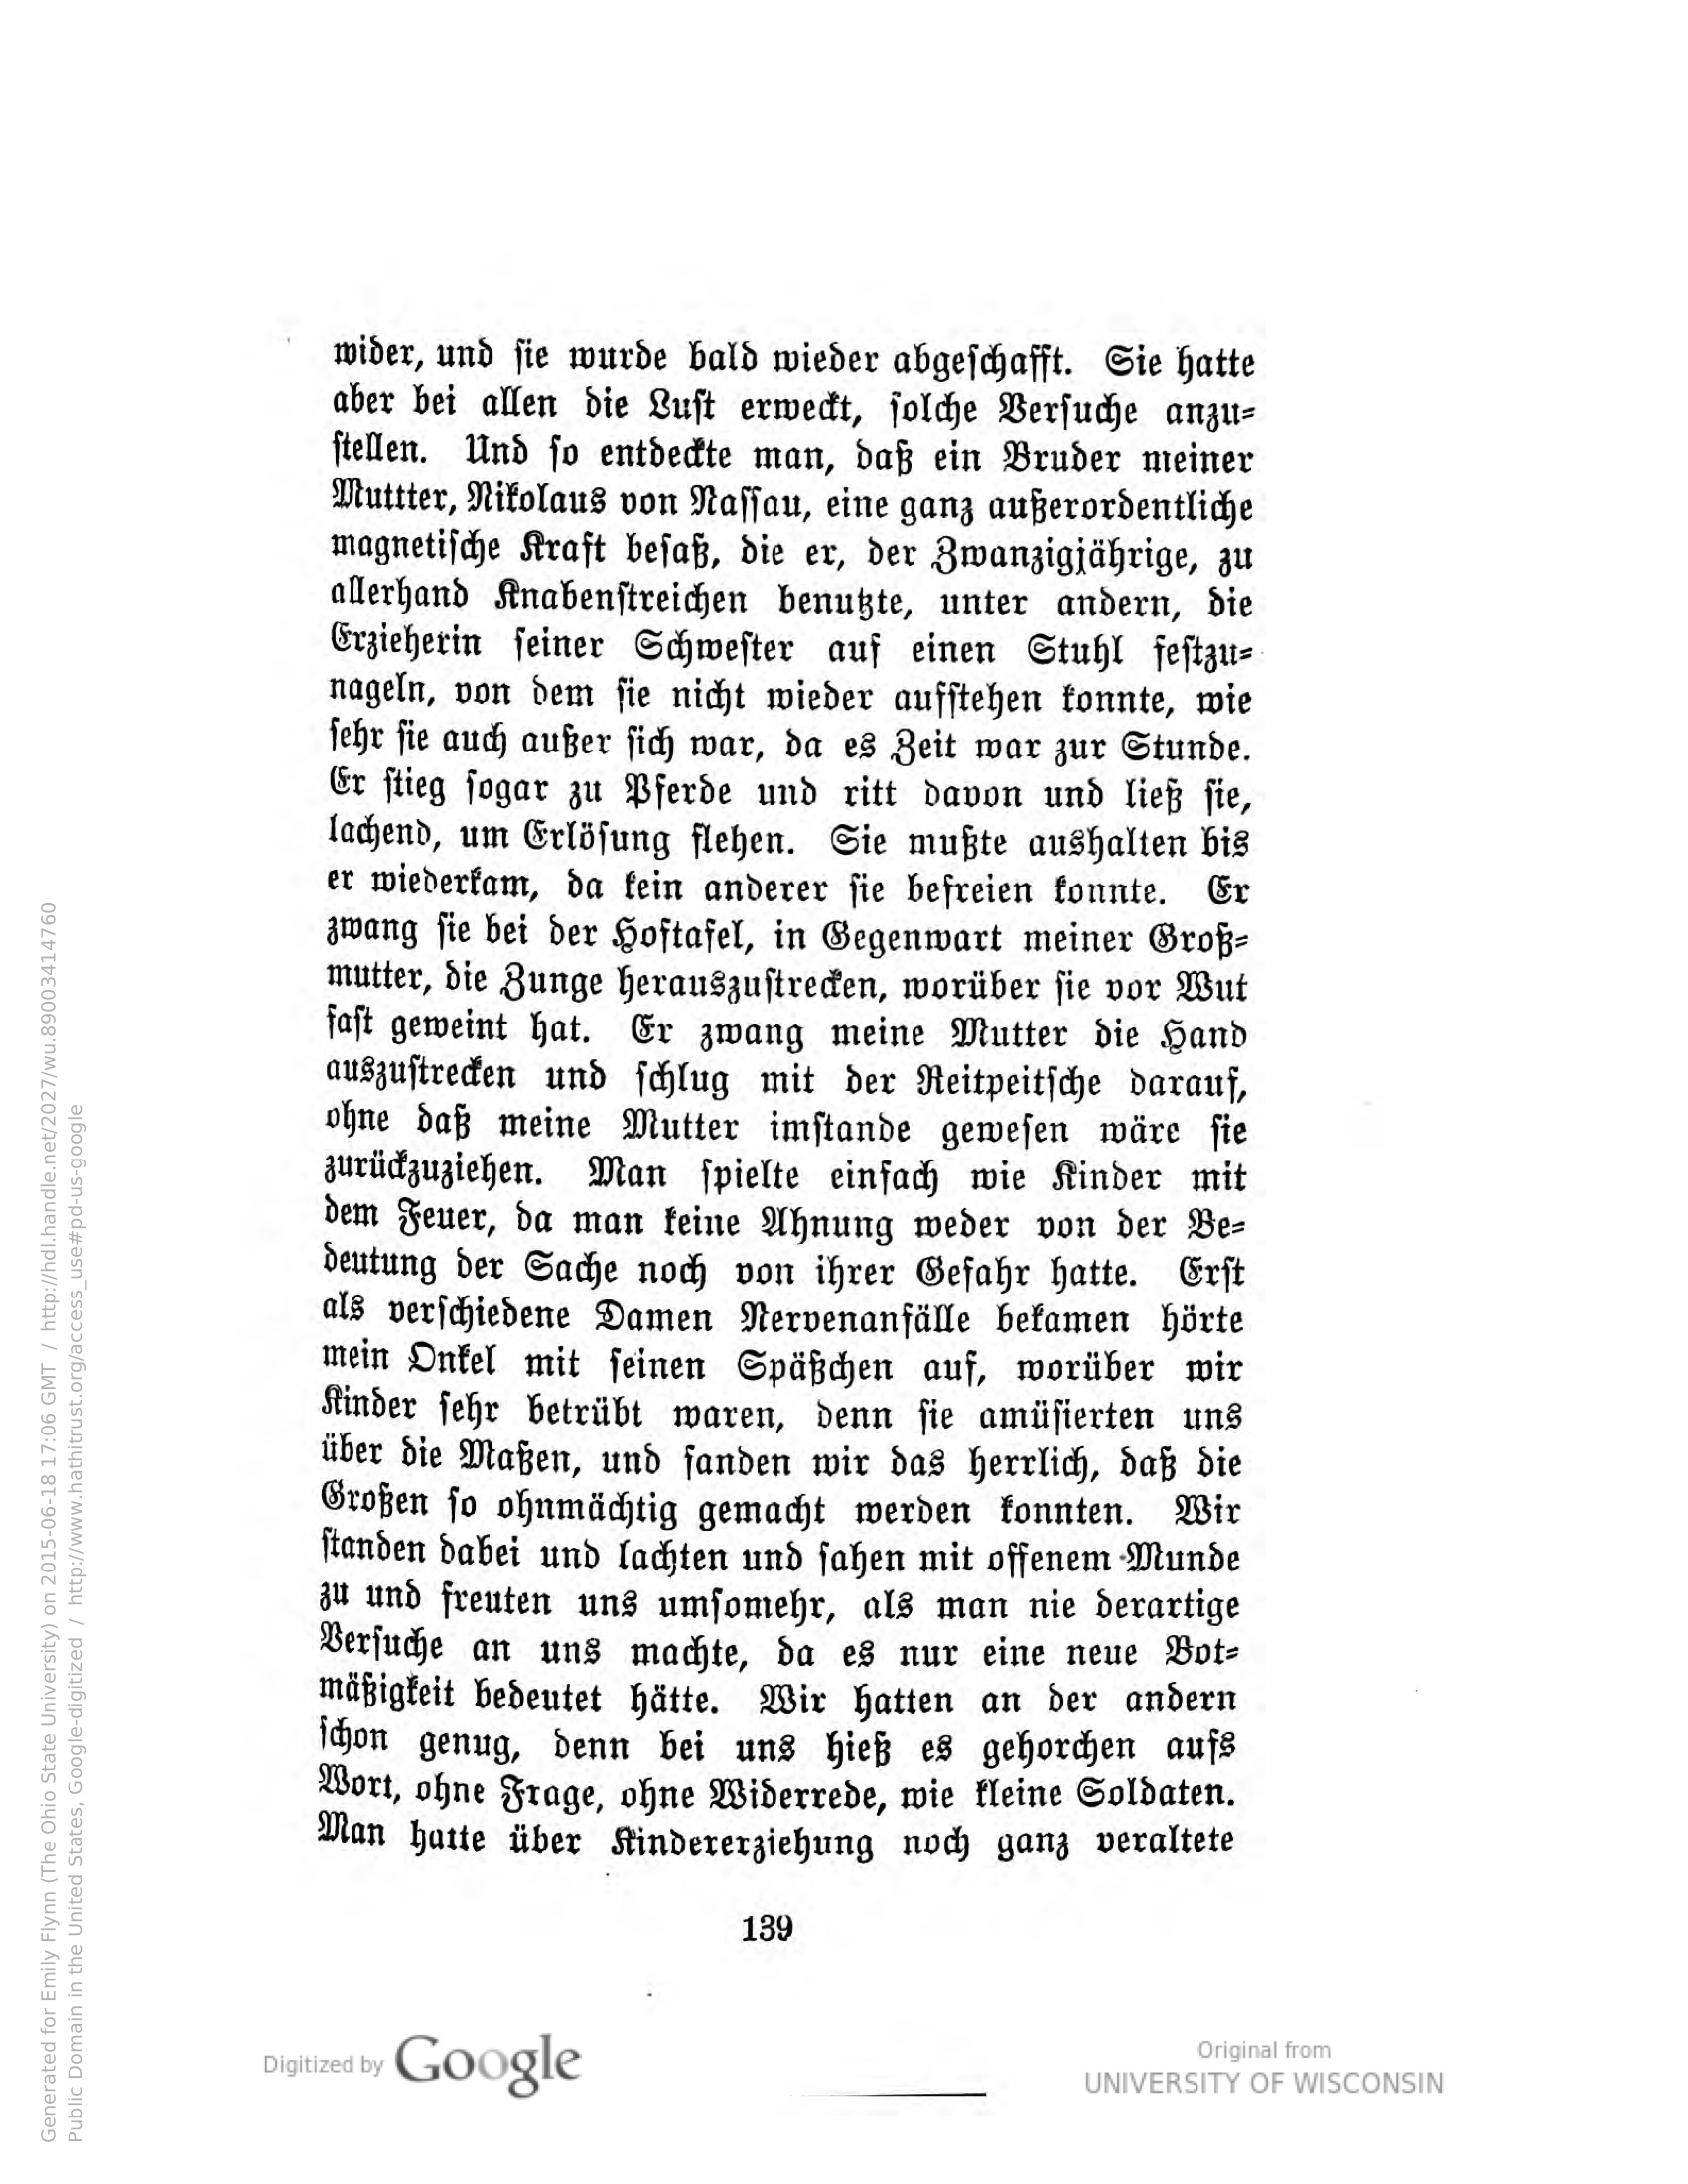 wider, und sie wurde bald wieder abgeschafft. Sie hatte
aber bei allen die Lust erweckt, solche Versuche anzu=
stellen. Und so entdeckte man, daß ein Bruder meiner
Muttter, Nikolaus von Nassau, eine ganz außerordentliche
magnetische Kraft besaß, die er, der Zwanzigjährige, zu
allerhand Knabenstreichen benutzte, unter andern, die
Erzieherin seiner Schwester auf einen Stuhl festzu=
nageln, von dem sie nicht wieder aufstehen konnte, wie
sehr sie auch außer sich war, da es Zeit war zur Stunde.
Er stieg sogar zu Pferde und ritt davon und ließ sie,
lachend, um Erlösung flehen. Sie mußte aushalten bis
er wiederkam, da kein anderer sie befreien konnte. Er
zwang sie bei der Hoftafel, in Gegenwart meiner Groß=
mutter, die Zunge herauszustrecken, worüber sie vor Wut
fast geweint hat. Er zwang meine Mutter die Hand
auszustrecken und schlug mit der Reitpeitsche darauf,
ohne daß meine Mutter imstande gewesen wäre sie
zurückzuziehen. Man spielte einfach wie Kinder mit
dem Feuer, da man keine Ahnung weder von der Be=
deutung der Sache noch von ihrer Gefahr hatte. Erst
als verschiedene Damen Nervenanfälle bekamen hörte
mein Onkel mit seinen Späßchen auf, worüber wir
Kinder sehr betrübt waren, denn sie amüsierten uns
über die Maßen, und fanden wir das herrlich, daß die
Großen so ohnmächtig gemacht werden konnten. Wir
standen dabei und lachten und sahen mit offenem Munde
zu und freuten uns umsomehr, als man nie derartige
Versuche an uns machte, da es nur eine neue Bot=
mäßigkeit bedeutet hätte. Wir hatten an der andern
schon genug, denn bei uns hieß es gehorchen aufs
Wort, ohne Frage, ohne Widerrede, wie kleine Soldaten.
Man hatte über Kindererziehung noch ganz veraltete
139
Digitized by Google
Original from
UNIVERSITY OF WISCONSIN
Generated for Emily Flynn (The Ohio State University) on 2015-06-18 17:06 GMT / http://hdl.handle.net/2027/wu.89003414760
Public Domain in the United States, Google-digitized / http://www.hathitrust.org/access_use#pd-us-google